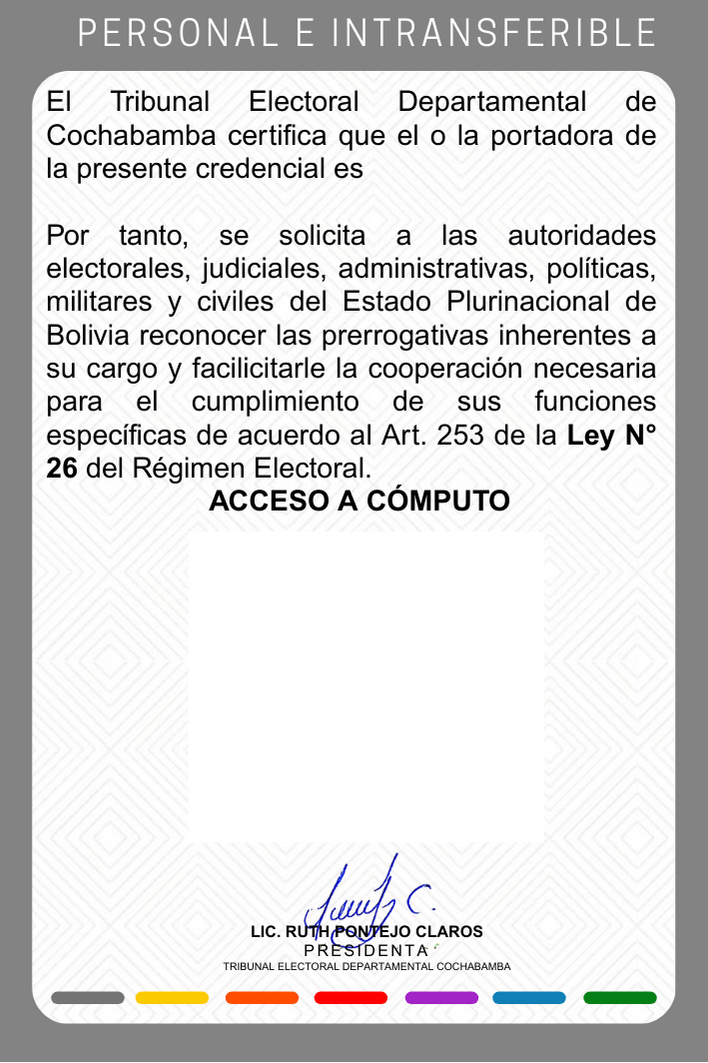 PERSONAL E INTRANSFERIBLE
El Tribunal Electoral Departamental de
Cochabamba certifica que el o la portadora de
la presente credencial es
Por tanto, se solicita a las autoridades
electorales, judiciales, administrativas, políticas,
militares y civiles del Estado Plurinacional de
Bolivia reconocer las prerrogativas inherentes a
su cargo y facilicitarle la cooperación necesaria
para el cumplimiento de sus funciones
específicas de acuerdo al Art. 253 de la Ley N°
26 del Régimen Electoral.
ACCESO A CÓMPUTO
LIC. RUTH PONTEJO CLAROS
PRESIDENTA
TRIBUNAL ELECTORAL DEPARTAMENTAL COCHABAMBA